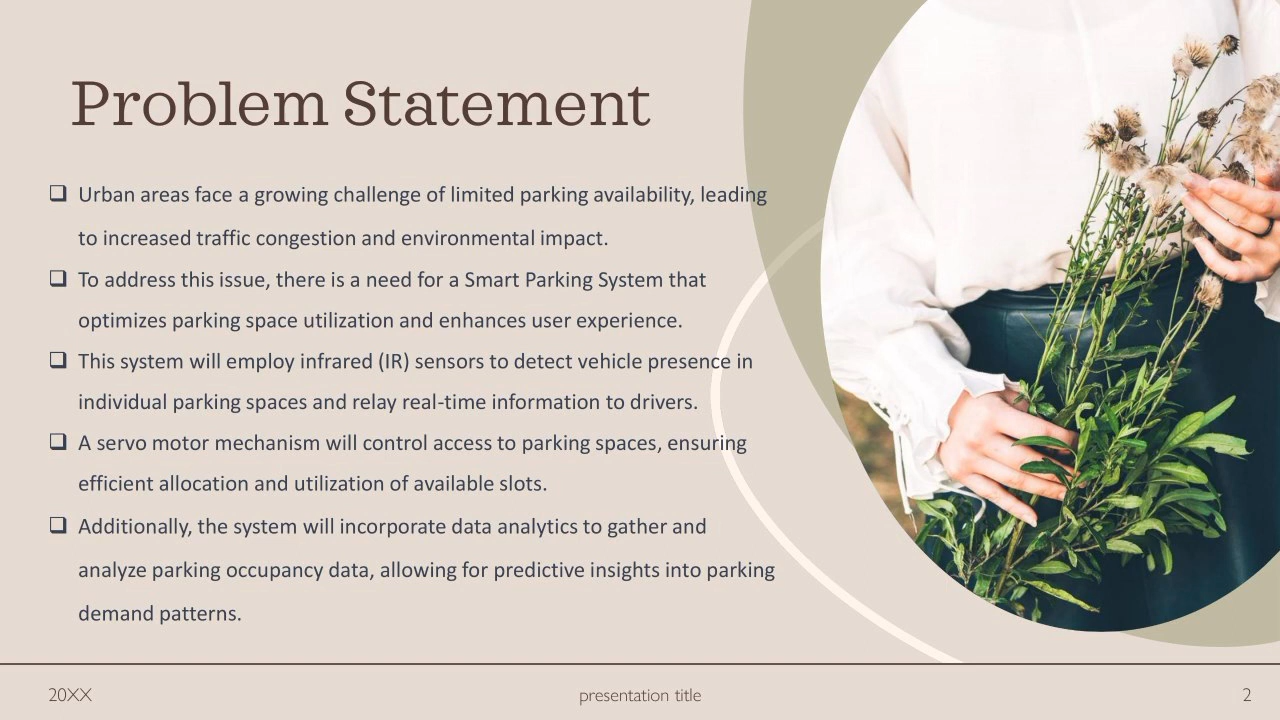 Problem Statement
❑ Urban areas face a growing challenge of limited parking availability, leading
to increased traffic congestion and environmental impact.
❑ To address this issue, there is a need for a Smart Parking System that
optimizes parking space utilization and enhances user experience.
❑ This system will employ infrared (IR) sensors to detect vehicle presence in
individual parking spaces and relay real-time information to drivers.
❑ A servo motor mechanism will control access to parking spaces, ensuring
efficient allocation and utilization of available slots.
❑ Additionally, the system will incorporate data analytics to gather and
analyze parking occupancy data, allowing for predictive insights into parking
demand patterns.
20XX
presentation title
2